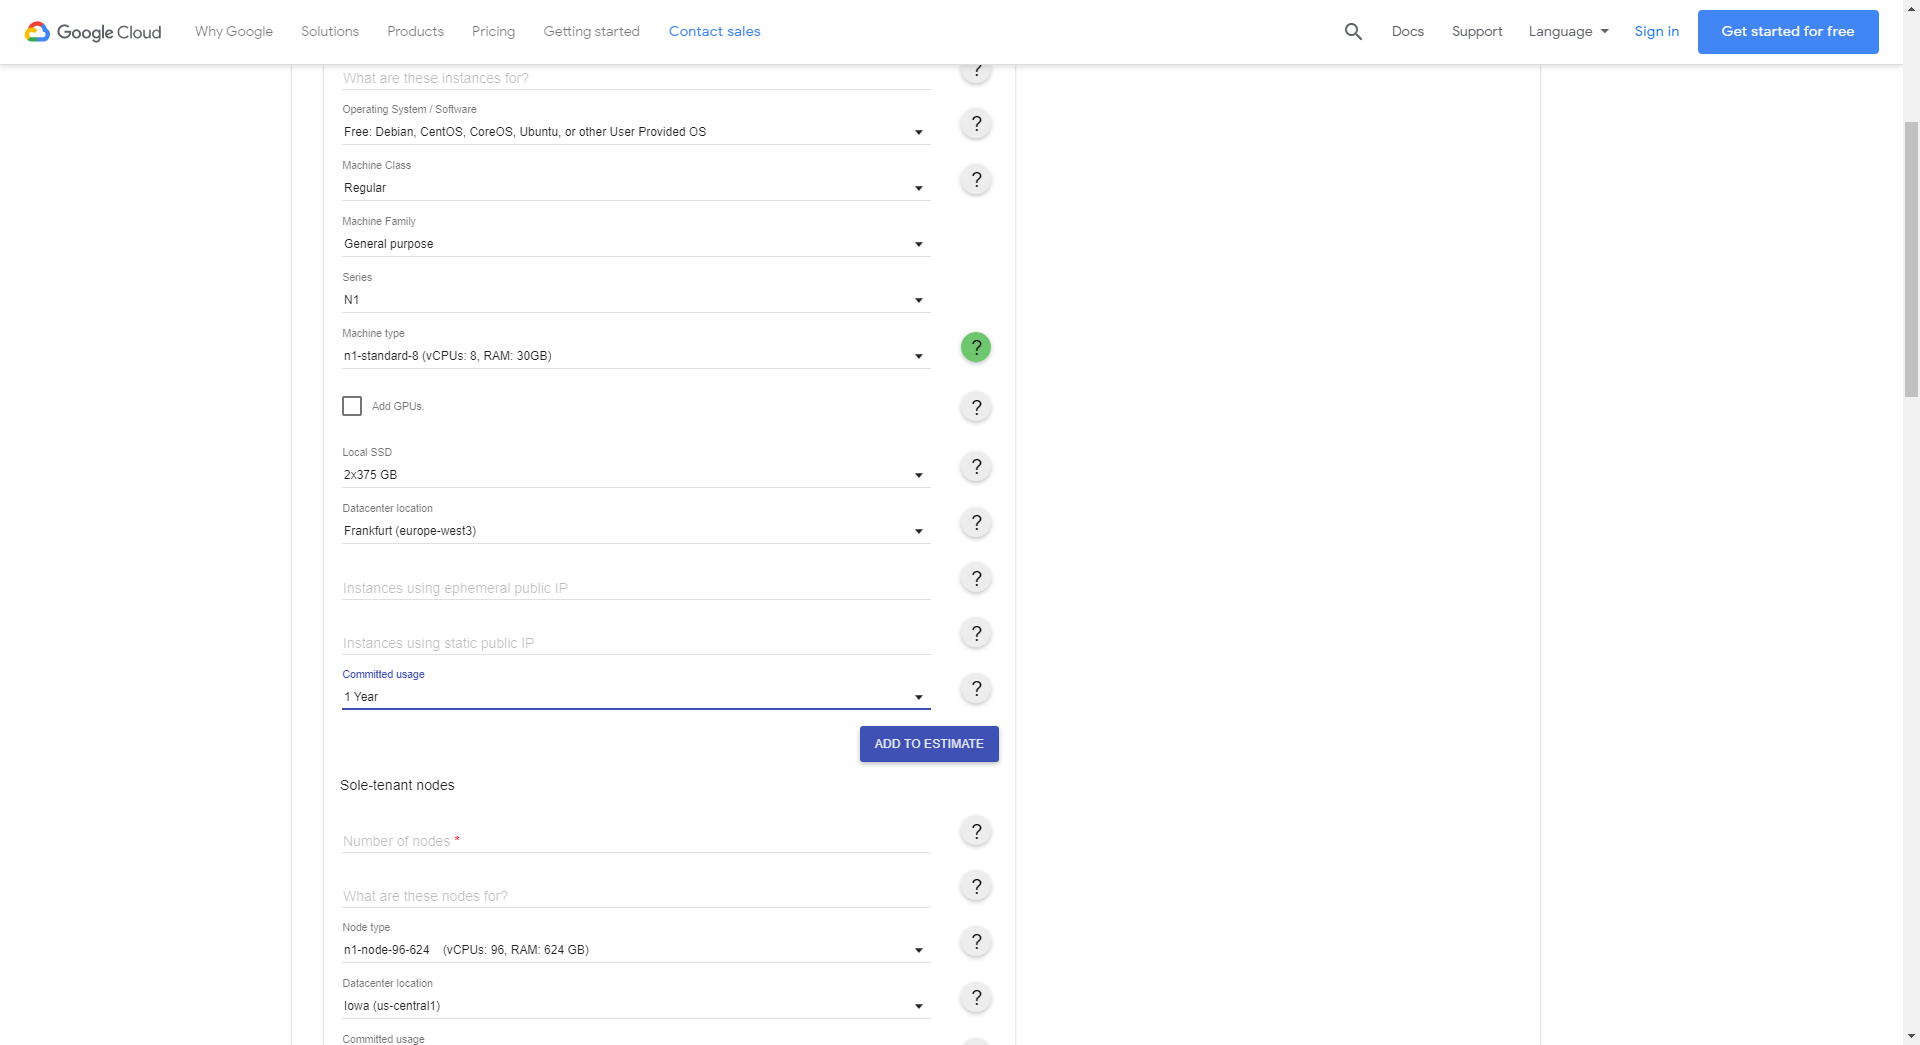 Google Cloud
Why Google
Solutions
Products
Pricing
Getting started
Contact sales
Docs
Support
Language
Sign in
Get started for free
What are these instances for?
?
Operating System / Software
Free: Debian, CentOS, CoreOS, Ubuntu, or other User Provided OS
?
Machine Class
Regular
?
Machine Family
General purpose
Series
N1
Machine type
n1-standard-8 (vCPUs: 8, RAM: 30GB)
?
Add GPUs.
?
Local SSD
2x375 GB
?
Datacenter location
Frankfurt (europe-west3)
?
Instances using ephemeral public IP
?
Instances using static public IP
?
Committed usage
1 Year
?
ADD TO ESTIMATE
Sole-tenant nodes
Number of nodes *
?
What are these nodes for?
?
Node type
n1-node-96-624 (vCPUs: 96, RAM: 624 GB)
?
Datacenter location
Iowa (us-central1)
?
Committed usage